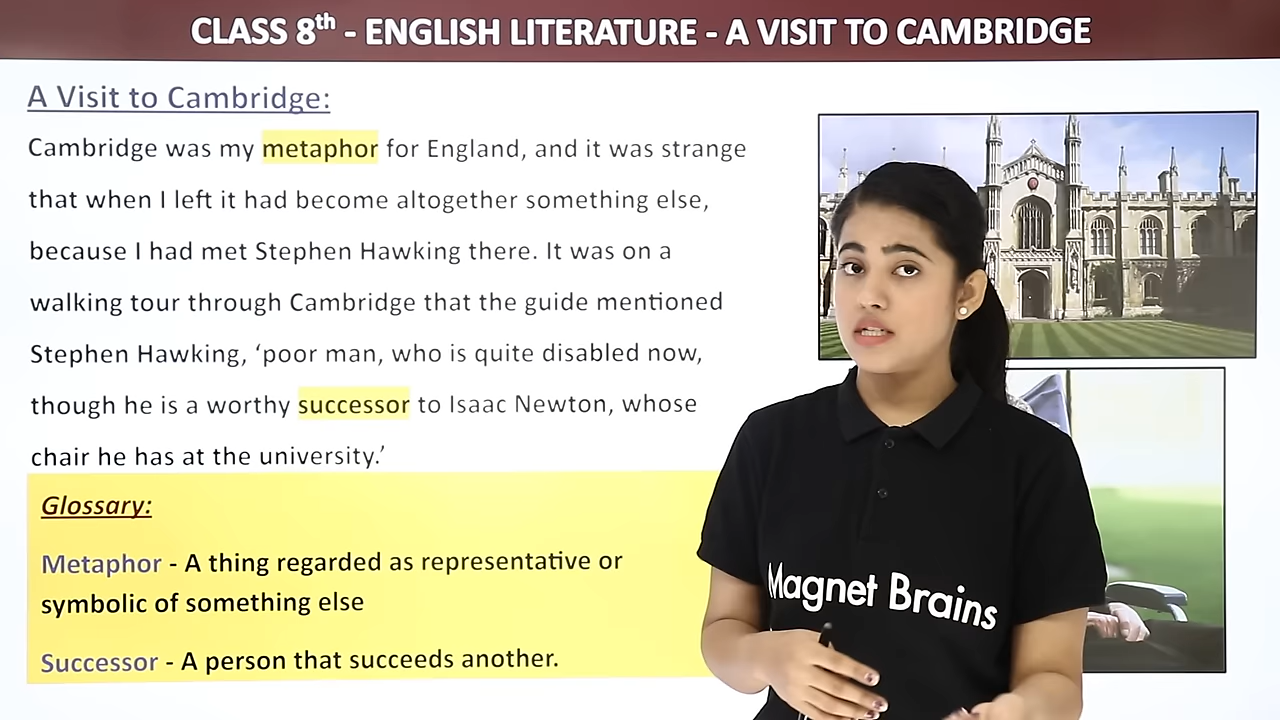 CLASS 8th - ENGLISH LITERATURE - A VISIT TO CAMBRIDGE
A Visit to Cambridge:
Cambridge was my metaphor for England, and it was strange
that when I left it had become altogether something else,
because I had met Stephen Hawking there. It was on a
walking tour through Cambridge that the guide mentioned
Stephen Hawking, ‘poor man, who is quite disabled now,
though he is a worthy successor to Isaac Newton, whose
chair he has at the university.’
Glossary:
Metaphor - A thing regarded as representative or
symbolic of something else
Successor - A person that succeeds another.
Magnet Brains